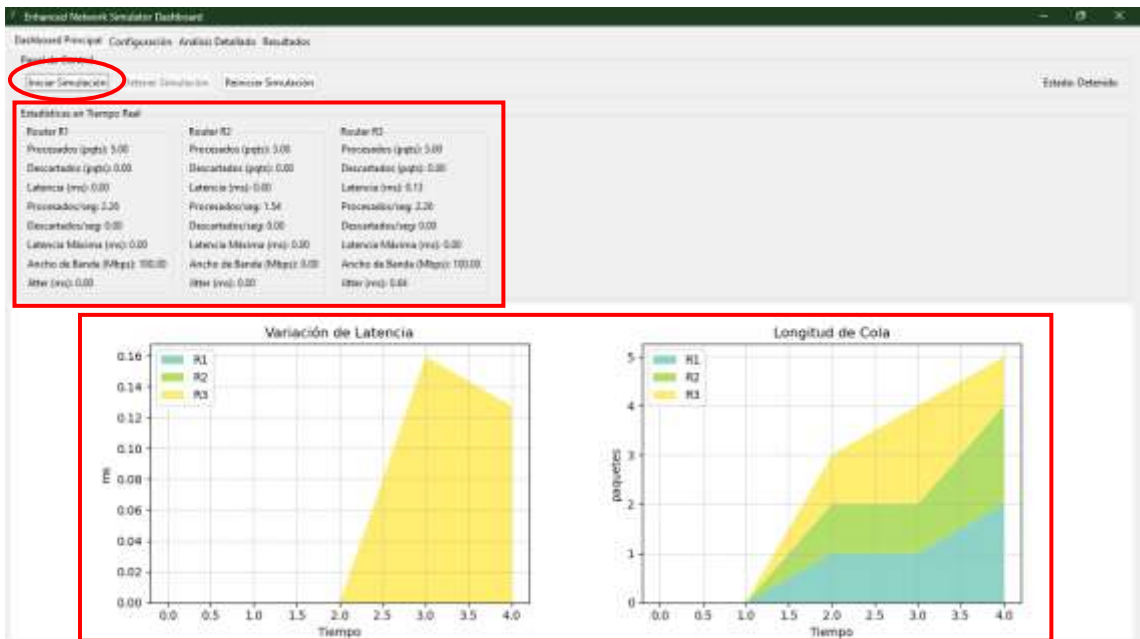 Enhanced Network Simulator Dashboard
Dashboard Principal Configuración Análisis Detallado Resultados
Panel de Control
Iniciar Simulación Detener Simulación Reiniciar Simulación Estado: Detenido
Estadísticas en Tiempo Real
Router R1 Router R2 Router R3
Procesados (pqts): 5.00 Procesados (pqts): 3.00 Procesados (pqts): 5.00
Descartados (pqts): 0.00 Descartados (pqts): 0.00 Descartados (pqts): 0.00
Latencia (ms): 0.00 Latencia (ms): 0.00 Latencia (ms): 0.13
Procesados/seg: 2.26 Procesados/seg: 1.54 Procesados/seg: 2.26
Descartados/seg: 0.00 Descartados/seg: 0.00 Descartados/seg: 0.00
Latencia Máxima (ms): 0.00 Latencia Máxima (ms): 0.00 Latencia Máxima (ms): 0.00
Ancho de Banda (Mbps): 100.00 Ancho de Banda (Mbps): 0.00 Ancho de Banda (Mbps): 100.00
Jitter (ms): 0.00 Jitter (ms): 0.00 Jitter (ms):
Variación de Latencia
R1
R2
R3
0.16
0.14
0.12
0.10
0.08
0.06
0.04
0.02
0.00
ms
0.0 0.5 1.0 1.5 2.0 2.5 3.0 3.5 4.0
Tiempo
Longitud de Cola
R1
R2
R3
5
4
3
2
1
0
paquetes
0.0 0.5 1.0 1.5 2.0 2.5 3.0 3.5 4.0
Tiempo